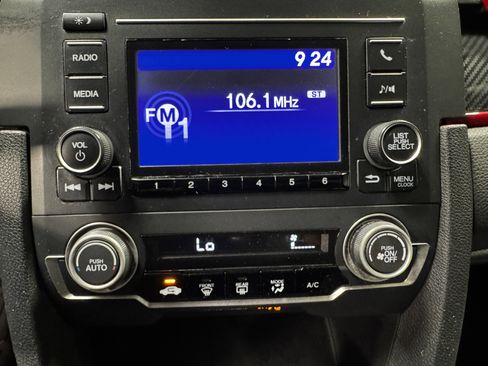 9 24
RADIO
106.1 MHz ST
MEDIA
FM 1
VOL
LIST
PUSH
SELECT
1 2 3 4 5 6
MENU
CLOCK
PUSH
AUTO
Lo
PUSH
ON/
OFF
FRONT
REAR
MODE
A/C